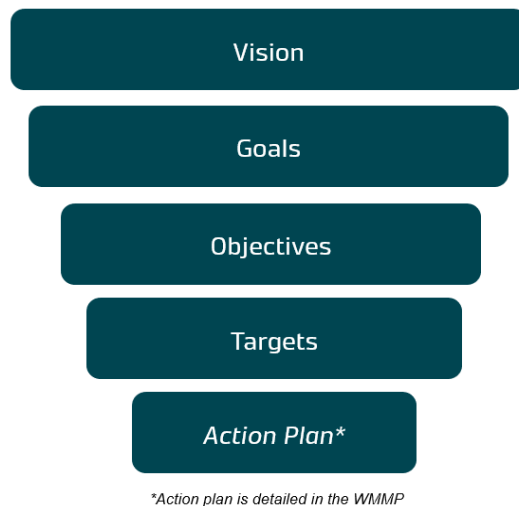 Vision
Goals
Objectives
Targets
Action Plan*
*Action plan is detailed in the WMMP